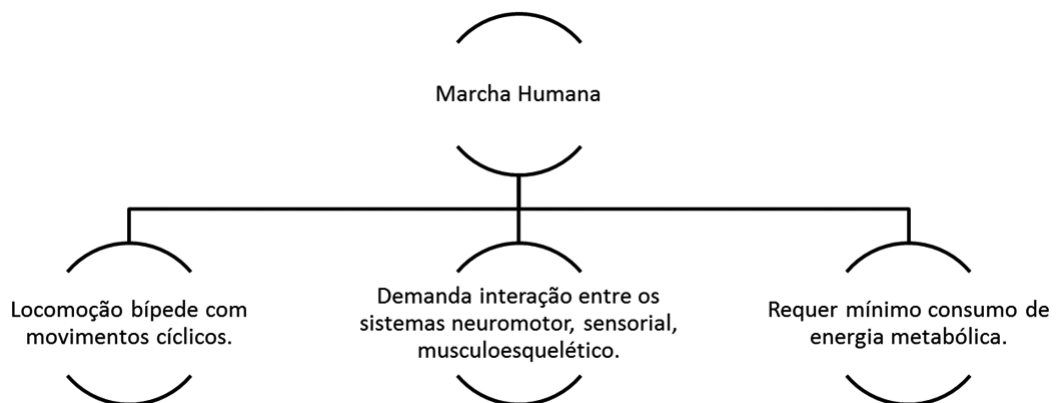 Marcha Humana
Locomoção bípede com
movimentos cíclicos.
Demanda interação entre os
sistemas neuromotor, sensorial,
musculoesquelético.
Requer mínimo consumo de
energia metabólica.